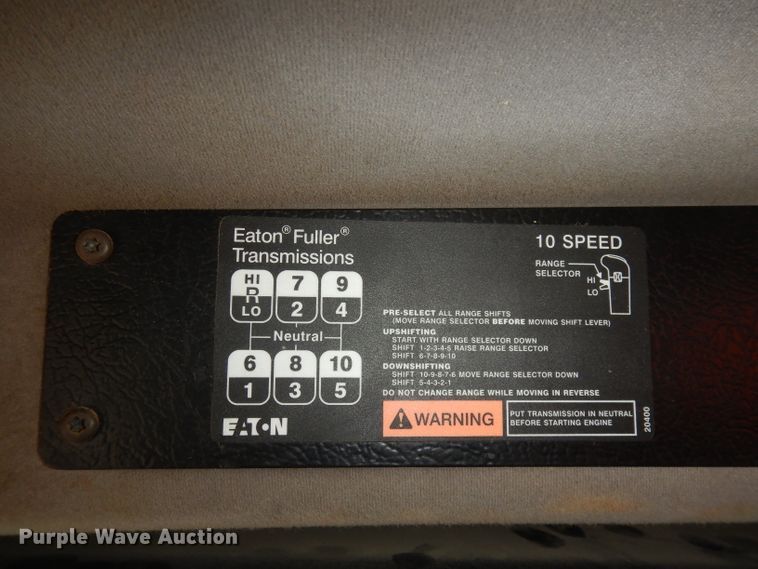 Eaton® Fuller®
Transmissions
10 SPEED
RANGE
SELECTOR
HI
LO
HI
R
LO
7
2
9
4
Neutral
6
1
8
3
10
5
PRE-SELECT ALL RANGE SHIFTS
(MOVE RANGE SELECTOR BEFORE MOVING SHIFT LEVER)
UPSHIFTING
START WITH RANGE SELECTOR DOWN
SHIFT 1-2-3-4-5 RAISE RANGE SELECTOR
SHIFT 6-7-8-9-10
DOWNSHIFTING
SHIFT 10-9-8-7-6 MOVE RANGE SELECTOR DOWN
SHIFT 5-4-3-2-1
DO NOT CHANGE RANGE WHILE MOVING IN REVERSE
WARNING
PUT TRANSMISSION IN NEUTRAL
BEFORE STARTING ENGINE
20400
EATON
Purple Wave Auction